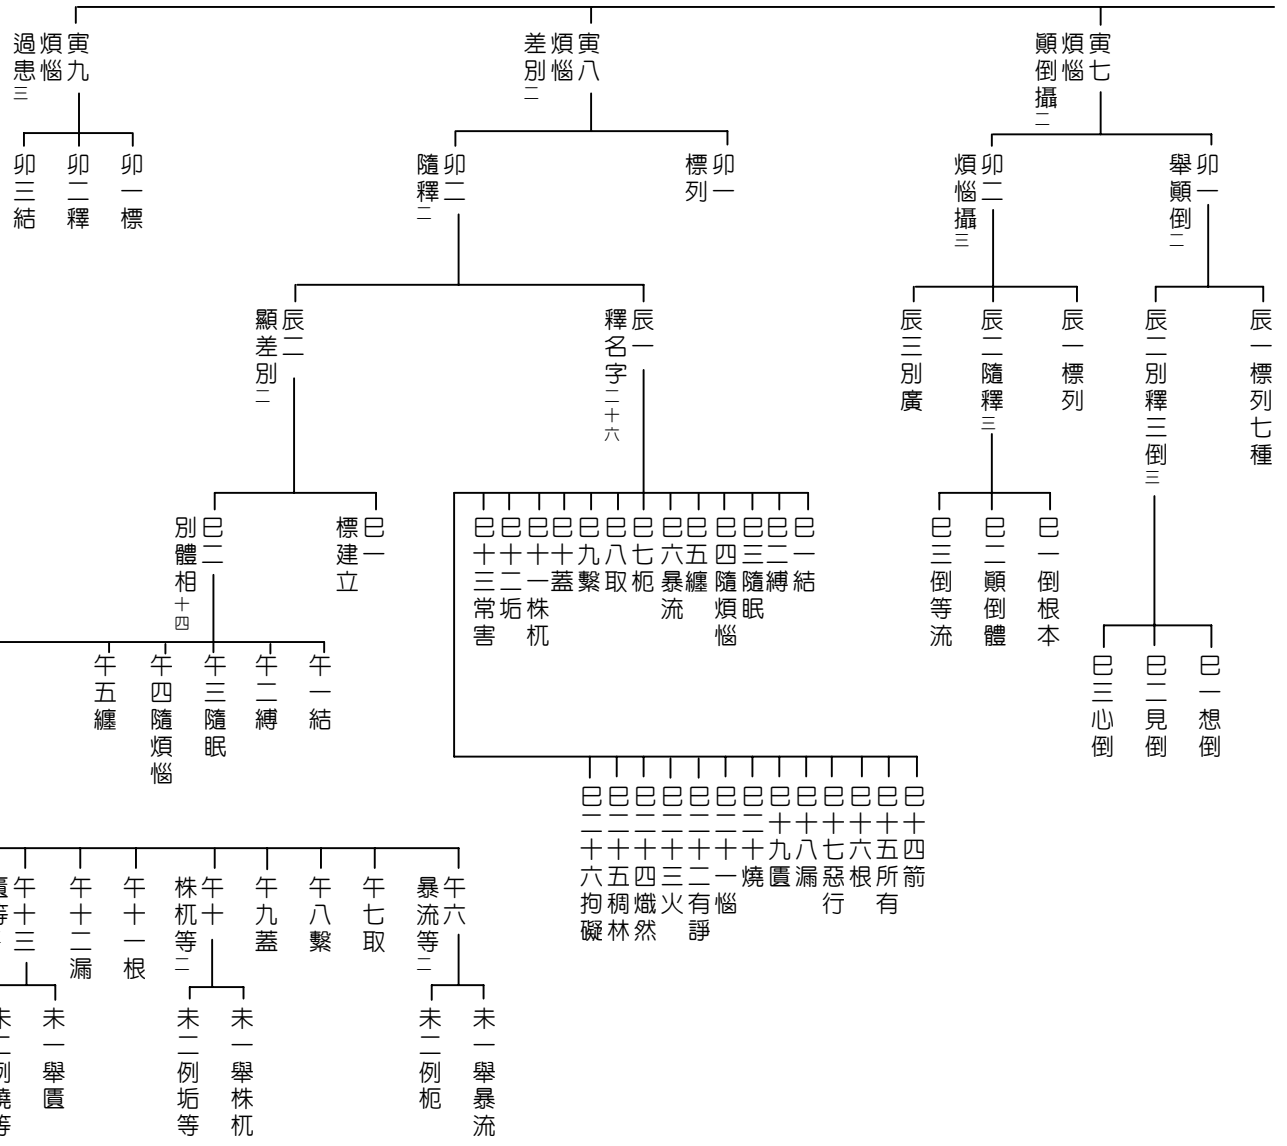 寅七
煩惱
顚倒攝二
寅八
煩惱
差別二
寅九
煩惱
過患三
卯一
舉顚倒二
卯二
煩惱攝三
卯一
標列
卯二
隨釋二
卯一標
卯二釋
卯三結
辰一標列七種
辰二別釋三倒三
辰一標列
辰二隨釋三
辰三別廣
辰一
釋名字二十六
辰二
顯差別二
巳一想倒
巳二見倒
巳三心倒
巳一倒根本
巳二顚倒體
巳三倒等流
巳一結
巳二縛
巳三隨眠
巳四隨煩惱
巳五纏
巳六暴流
巳七枙
巳八取
巳九繫
巳十蓋
巳十一株杌
巳十二垢
巳十三常害
巳一
標建立
巳二
別體相十四
午一結
午二縛
午三隨眠
午四隨煩惱
午五纏
巳十四箭
巳十五所有
巳十六根
巳十七惡行
巳十八漏
巳十九匱
巳二十燒
巳二十一惱
巳二十二有諍
巳二十三火
巳二十四熾然
巳二十五稠林
巳二十六拘礙
午六
暴流等二
午七取
午八繫
午九蓋
午十
株杌等二
午十一根
午十二漏
午十三
匱等
未一舉暴流
未二例枙
未一舉株杌
未二例垢等
未一舉匱
未二例燒等